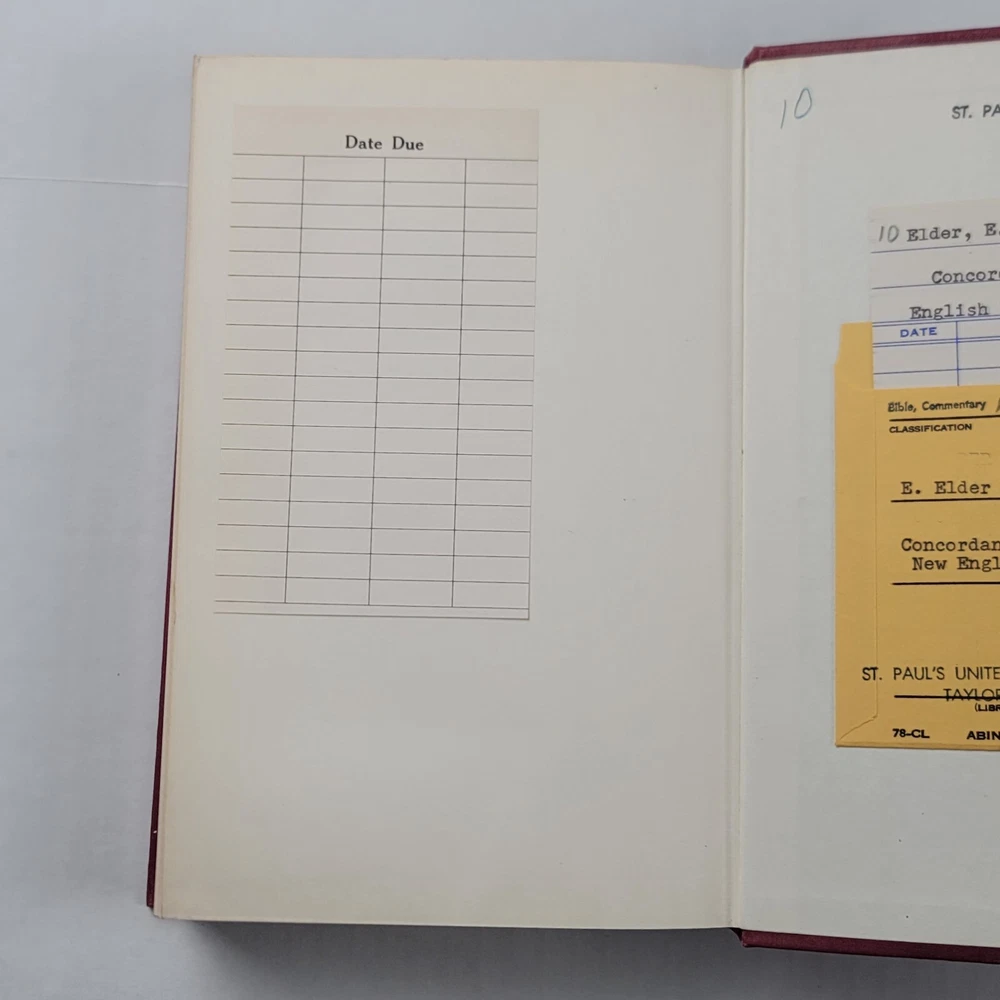 Date Due
10
ST. PA
10 Elder, E.
Concor
English
DATE
Bible, Commentary
CLASSIFICATION
E. Elder
Concordan
New Engl
ST. PAUL'S UNITE
TAYLOR
(LIBR
78-CL ABIN